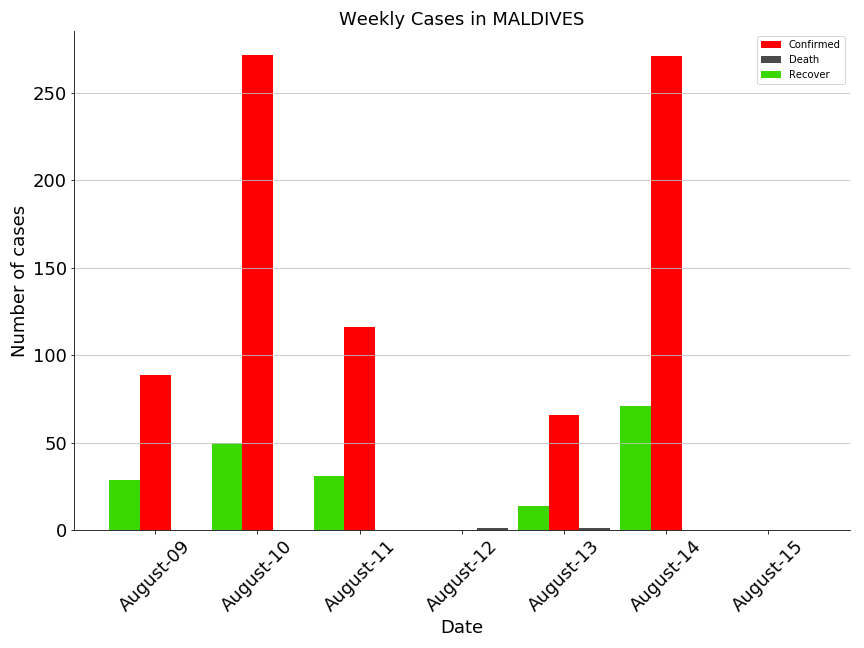 Weekly Cases in MALDIVES
Confirmed
Death
Recover
Number of cases
250
200
150
100
50
0
August-09
August-10
August-11
August-12
August-13
August-14
August-15
Date